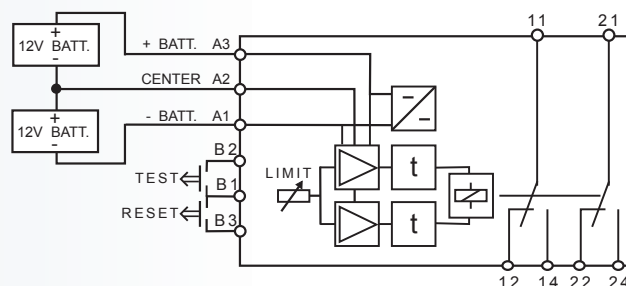 11 21
+
12V BATT.
-
+ BATT. A3
CENTER A2
+
12V BATT.
-
- BATT. A1
B2
TEST
B1
RESET
B3
LIMIT
t
t
12 14 22 24